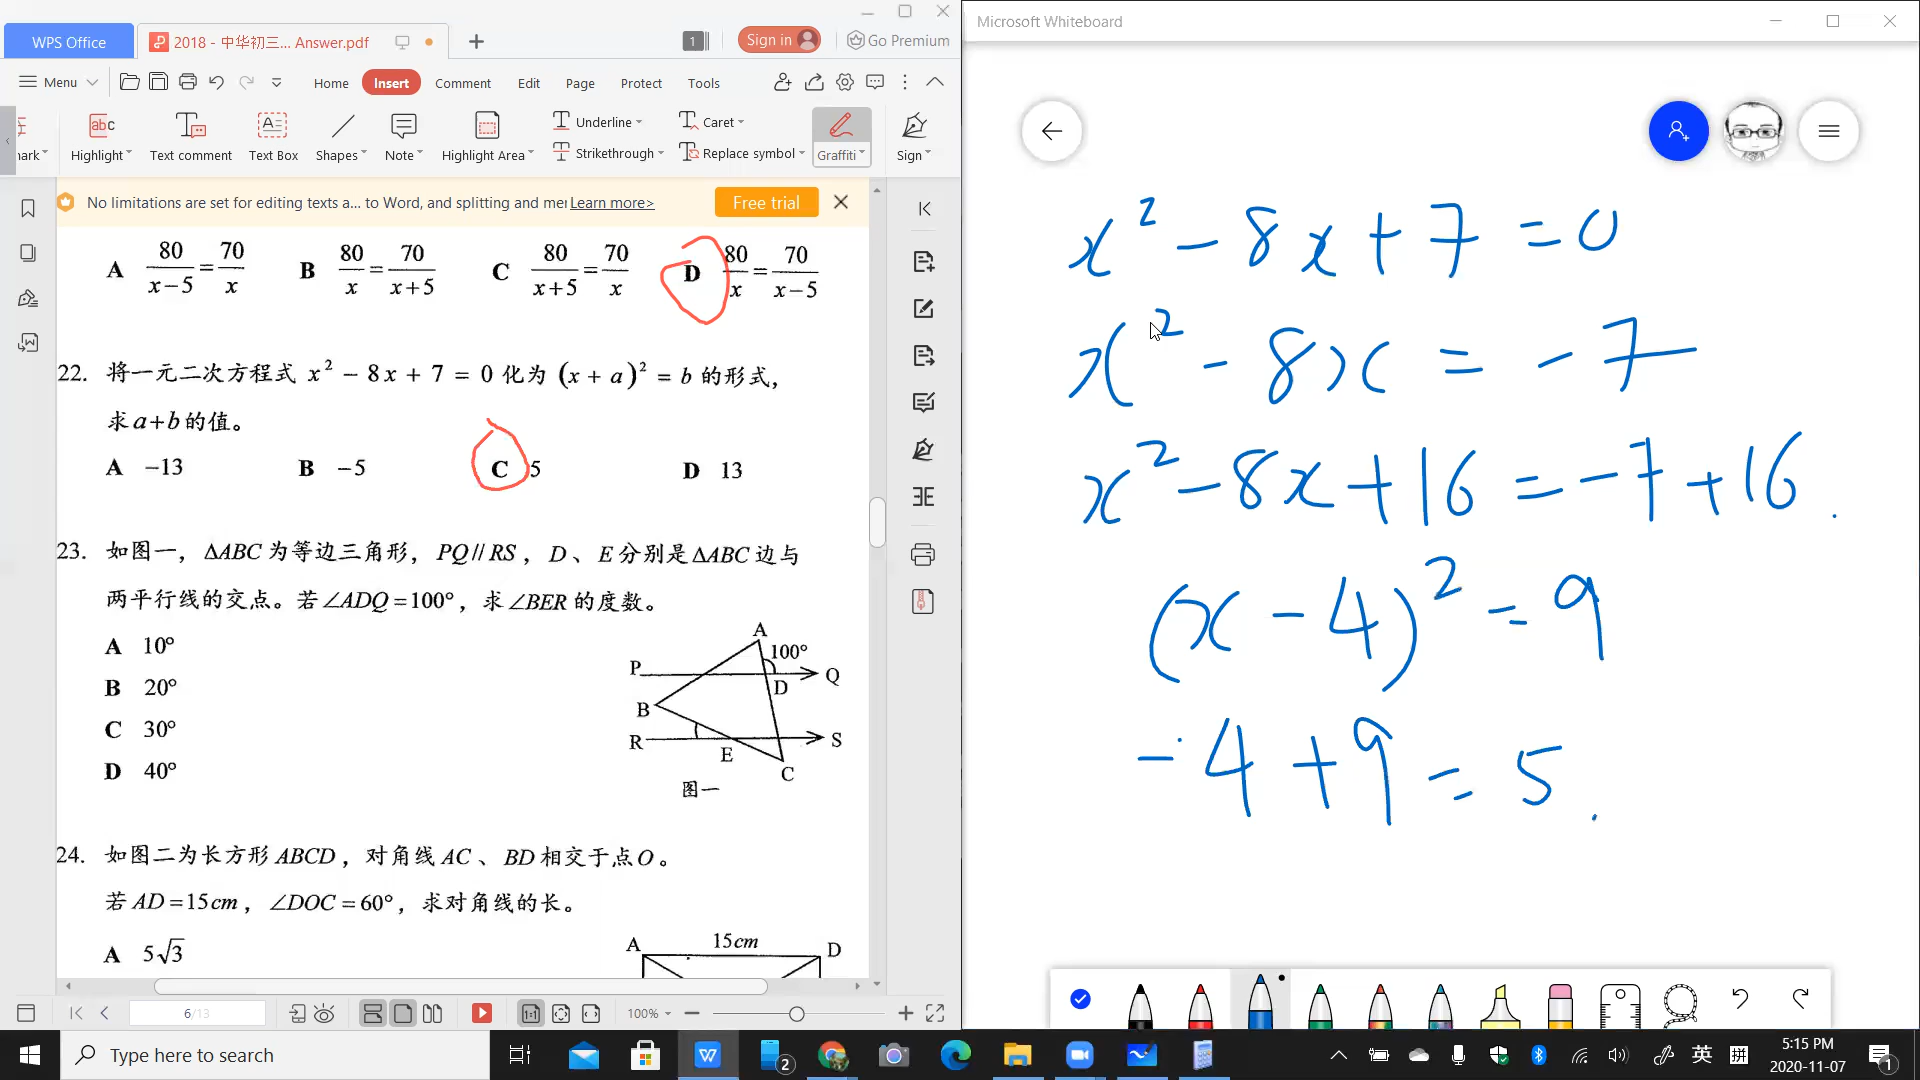 Microsoft Whiteboard
WPS Office
2018 - 中华初三... Answer.pdf
1
Sign in
Go Premium
Menu
Home
Insert
Comment
Edit
Page
Protect
Tools
ark
Highlight
Text comment
Text Box
Shapes
Note
Highlight Area
Underline
Strikethrough
Caret
Replace symbol
Graffiti
Sign
No limitations are set for editing texts a... to Word, and splitting and mer Learn more>
Free trial
A 80/(x−5) = 70/x B 80/x = 70/(x+5) C 80/(x+5) = 70/x D 80/x = 70/(x−5)
22. 将一元二次方程式 x² − 8x + 7 = 0 化为 (x + a)² = b 的形式，
求 a+b 的值。
A −13 B −5 C 5 D 13
23. 如图一，ΔABC 为等边三角形，PQ // RS，D、E 分别是 ΔABC 边与
两平行线的交点。若 ∠ADQ = 100°，求 ∠BER 的度数。
A 10°
B 20°
C 30°
D 40°
A
100°
P
Q
D
B
R
S
E
C
图一
24. 如图二为长方形 ABCD，对角线 AC、BD 相交于点 O。
若 AD = 15cm，∠DOC = 60°，求对角线的长。
A 5√3
A 15cm D
6/13
100%
x² − 8x + 7 = 0
x² − 8x = −7
x² − 8x + 16 = −7 + 16.
(x − 4)² = 9
−4 + 9 = 5.
Type here to search
2
英
拼
5:15 PM
2020-11-07
1